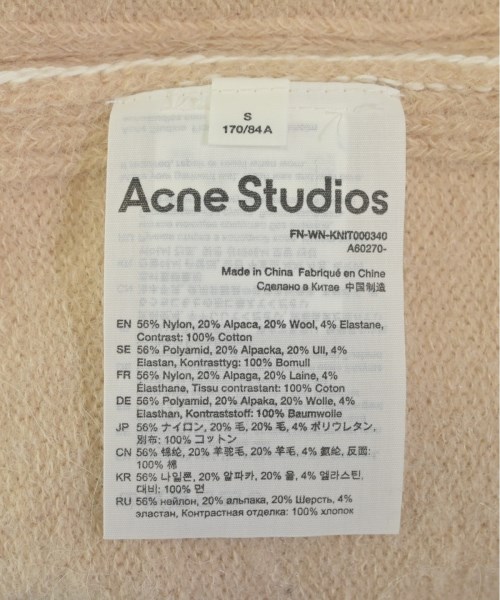 S
170/84A
Acne Studios
FN-WN-KNIT000340
A60270-
Made in China Fabriqué en Chine
Сделано в Китае 中国制造
EN 56% Nylon, 20% Alpaca, 20% Wool, 4% Elastane,
Contrast: 100% Cotton
SE 56% Polyamid, 20% Alpacka, 20% Ull, 4%
Elastan, Kontrasttyg: 100% Bomull
FR 56% Nylon, 20% Alpaga, 20% Laine, 4%
Élasthane, Tissu contrastant: 100% Coton
DE 56% Polyamid, 20% Alpaka, 20% Wolle, 4%
Elasthan, Kontraststoff: 100% Baumwolle
JP 56% ナイロン, 20% 毛, 20% 毛, 4% ポリウレタン,
別布: 100% コットン
CN 56% 锦纶, 20% 羊驼毛, 20% 羊毛, 4% 氨纶, 反面:
100% 棉
KR 56% 나일론, 20% 알파카, 20% 울, 4% 엘라스틴,
대비: 100% 면
RU 56% нейлон, 20% альпака, 20% Шерсть, 4%
эластан, Контрастная отделка: 100% хлопок